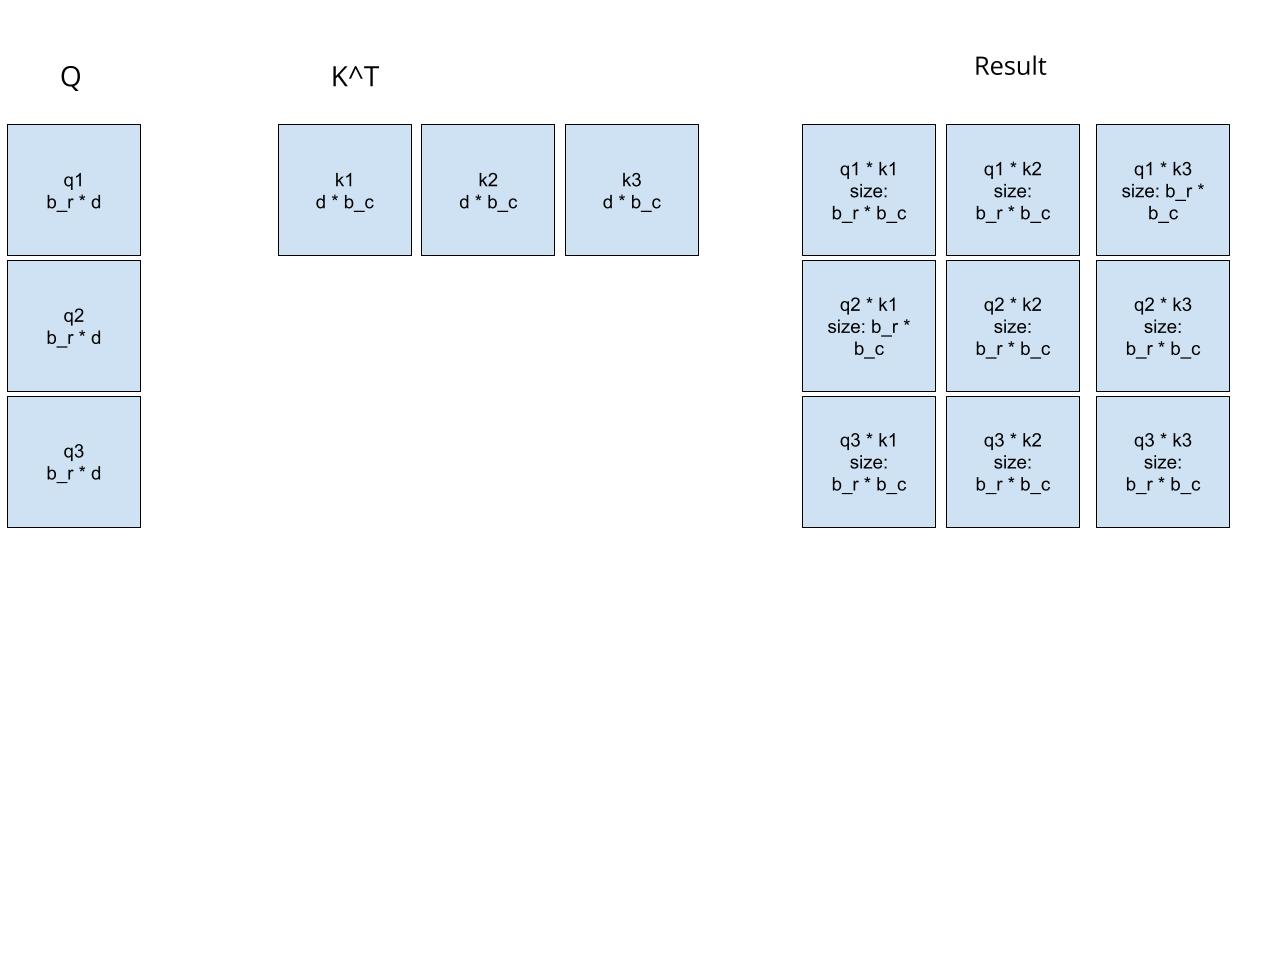 Q
K^T
Result
q1
b_r * d
k1
d * b_c
k2
d * b_c
k3
d * b_c
q1 * k1
size:
b_r * b_c
q1 * k2
size:
b_r * b_c
q1 * k3
size: b_r *
b_c
q2
b_r * d
q2 * k1
size: b_r *
b_c
q2 * k2
size:
b_r * b_c
q2 * k3
size:
b_r * b_c
q3
b_r * d
q3 * k1
size:
b_r * b_c
q3 * k2
size:
b_r * b_c
q3 * k3
size:
b_r * b_c